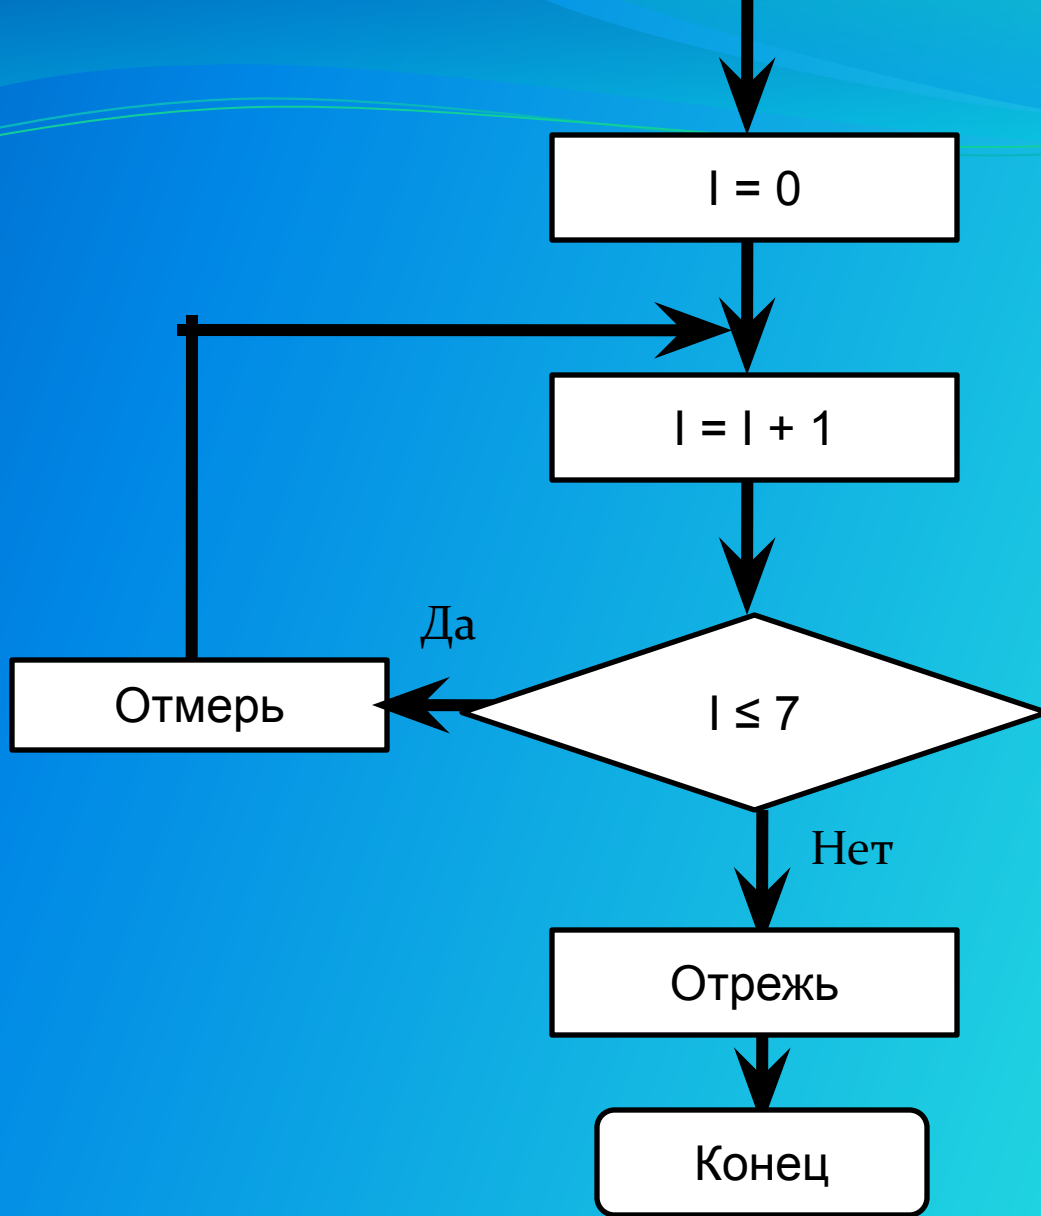 I = 0
I = I + 1
Да
Отмерь
I ≤ 7
Нет
Отрежь
Конец